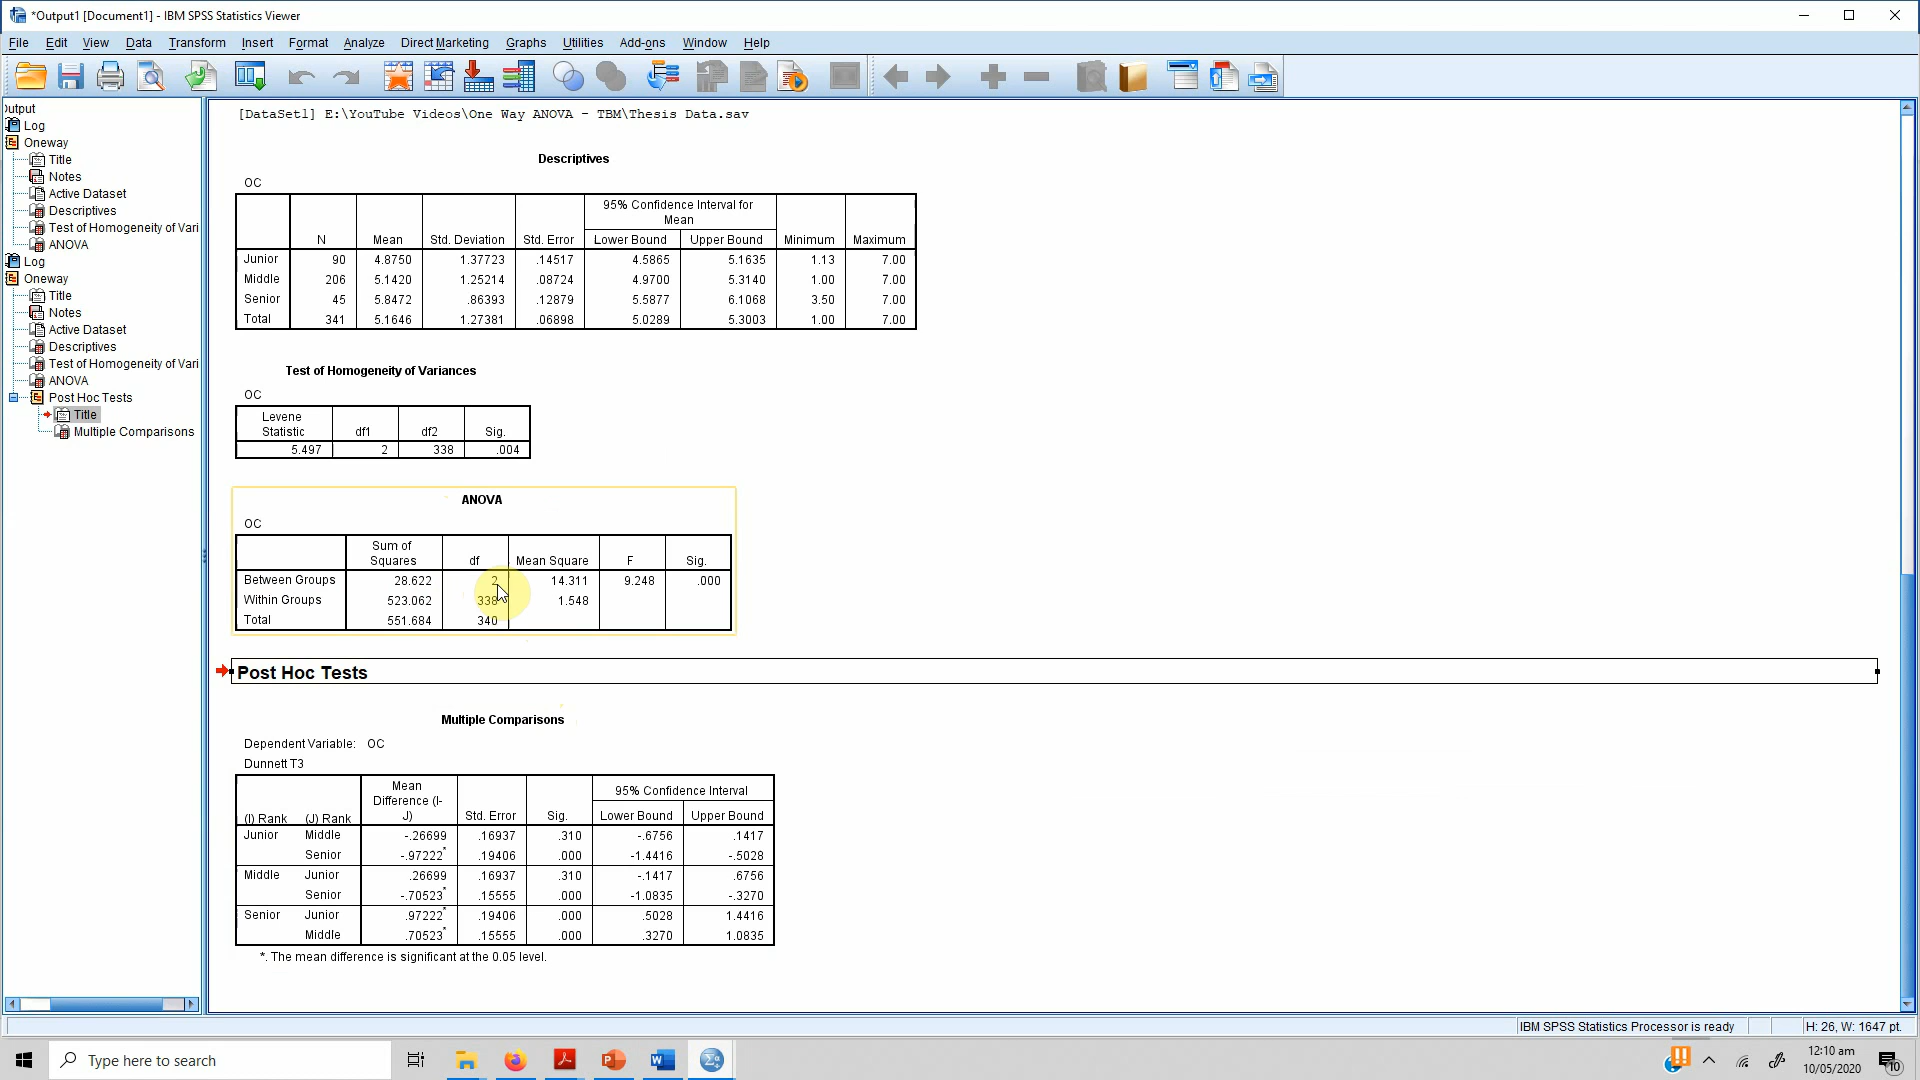 *Output1 [Document1] - IBM SPSS Statistics Viewer
File Edit View Data Transform Insert Format Analyze Direct Marketing Graphs Utilities Add-ons Window Help
Output
Log
Oneway
Title
Notes
Active Dataset
Descriptives
Test of Homogeneity of Vari
ANOVA
Log
Oneway
Title
Notes
Active Dataset
Descriptives
Test of Homogeneity of Vari
ANOVA
Post Hoc Tests
Title
Multiple Comparisons
[DataSet1] E:\YouTube Videos\One Way ANOVA - TBM\Thesis Data.sav
Descriptives
OC
95% Confidence Interval for
Mean
N Mean Std. Deviation Std. Error Lower Bound Upper Bound Minimum Maximum
Junior 90 4.8750 1.37723 .14517 4.5865 5.1635 1.13 7.00
Middle 206 5.1420 1.25214 .08724 4.9700 5.3140 1.00 7.00
Senior 45 5.8472 .86393 .12879 5.5877 6.1068 3.50 7.00
Total 341 5.1646 1.27381 .06898 5.0289 5.3003 1.00 7.00
Test of Homogeneity of Variances
OC
Levene
Statistic df1 df2 Sig.
5.497 2 338 .004
ANOVA
OC
Sum of
Squares df Mean Square F Sig.
Between Groups 28.622 2 14.311 9.248 .000
Within Groups 523.062 338 1.548
Total 551.684 340
Post Hoc Tests
Multiple Comparisons
Dependent Variable: OC
Dunnett T3
Mean
Difference (I-
J)
95% Confidence Interval
(I) Rank (J) Rank Std. Error Sig. Lower Bound Upper Bound
Junior Middle -.26699 .16937 .310 -.6756 .1417
Senior -.97222* .19406 .000 -1.4416 -.5028
Middle Junior .26699 .16937 .310 -.1417 .6756
Senior -.70523* .15555 .000 -1.0835 -.3270
Senior Junior .97222* .19406 .000 .5028 1.4416
Middle .70523* .15555 .000 .3270 1.0835
*. The mean difference is significant at the 0.05 level.
IBM SPSS Statistics Processor is ready H: 26, W: 1647 pt.
Type here to search
12:10 am
10/05/2020
10